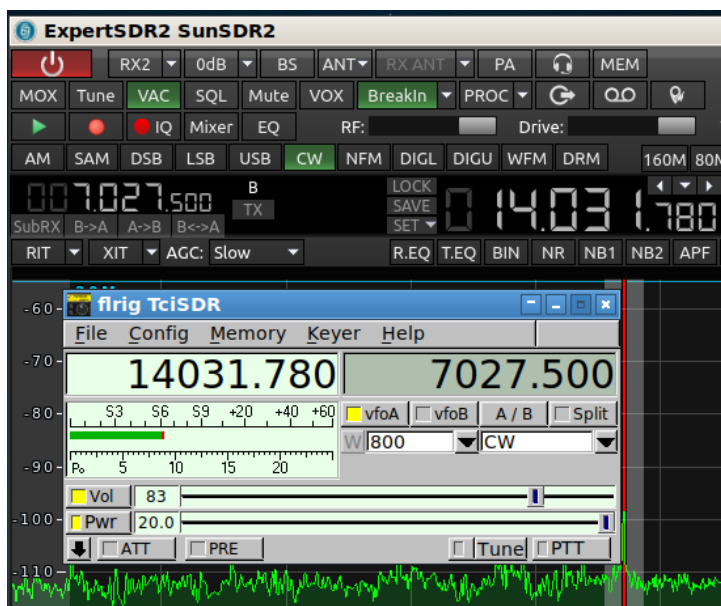 ExpertSDR2 SunSDR2
RX2 0dB BS ANT RX ANT PA MEM
MOX Tune VAC SQL Mute VOX BreakIn PROC
IQ Mixer EQ RF: Drive:
AM SAM DSB LSB USB CW NFM DIGL DIGU WFM DRM 160M 80M
7.027.500 B TX LOCK SAVE SET 14.031.780
SubRX B->A A->B B<->A
RIT XIT AGC: Slow R.EQ T.EQ BIN NR NB1 NB2 APF
-60
-70
-80
-90
-100
-110
flrig TciSDR
File Config Memory Keyer Help
14031.780 7027.500
S3 S6 S9 +20 +40 +60 vfoA vfoB A / B Split
W 800 CW
Po 5 10 15 20
Vol 83
Pwr 20.0
ATT PRE Tune PTT